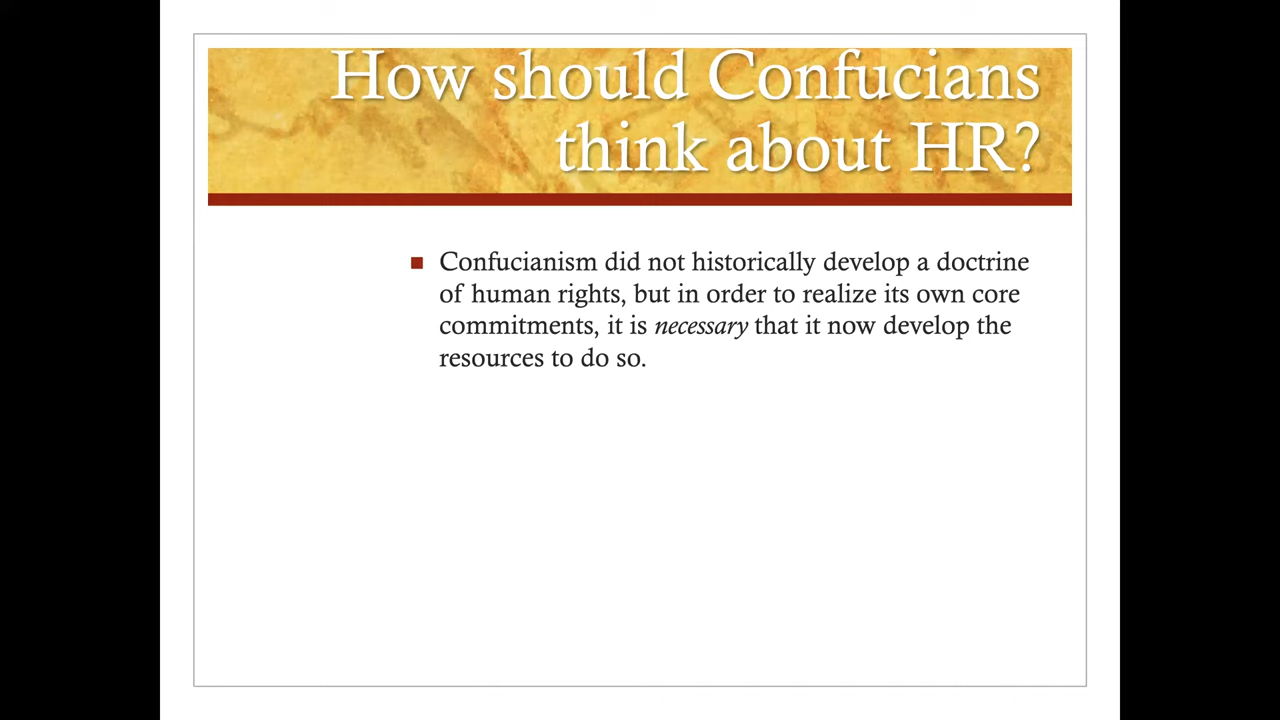 How should Confucians
think about HR?
Confucianism did not historically develop a doctrine
of human rights, but in order to realize its own core
commitments, it is necessary that it now develop the
resources to do so.